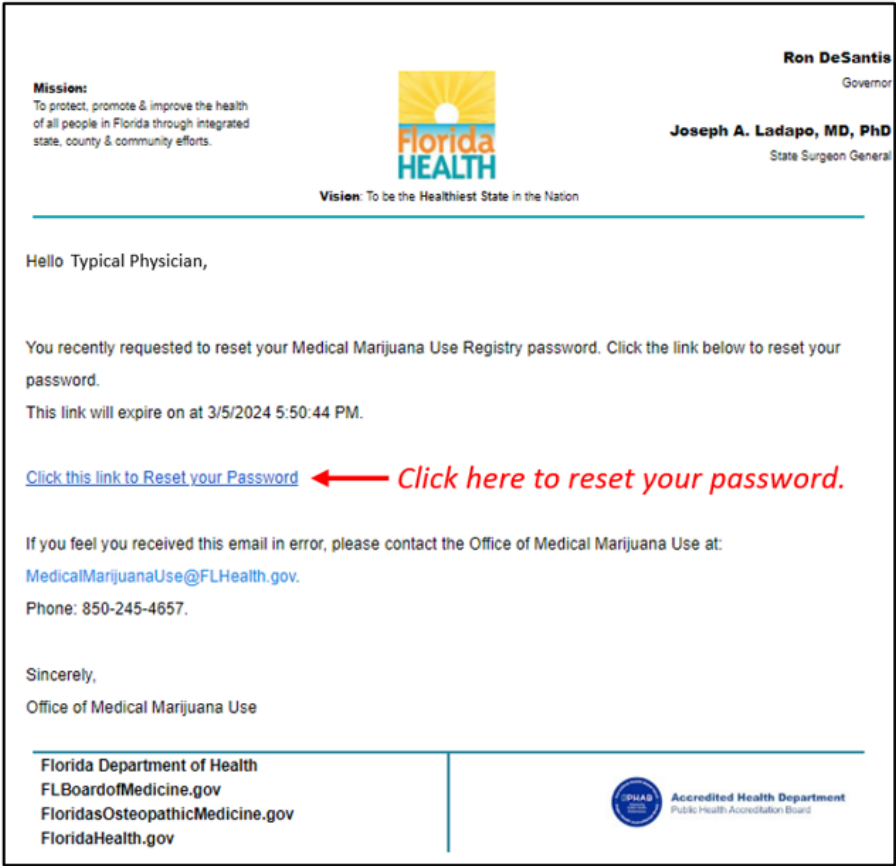 Mission:
To protect, promote & improve the health
of all people in Florida through integrated
state, county & community efforts.
Florida
HEALTH
Vision: To be the Healthiest State in the Nation
Ron DeSantis
Governor
Joseph A. Ladapo, MD, PhD
State Surgeon General
Hello Typical Physician,
You recently requested to reset your Medical Marijuana Use Registry password. Click the link below to reset your
password.
This link will expire on at 3/5/2024 5:50:44 PM.
Click this link to Reset your Password
Click here to reset your password.
If you feel you received this email in error, please contact the Office of Medical Marijuana Use at:
MedicalMarijuanaUse@FLHealth.gov.
Phone: 850-245-4657.
Sincerely,
Office of Medical Marijuana Use
Florida Department of Health
FLBoardofMedicine.gov
FloridasOsteopathicMedicine.gov
FloridaHealth.gov
PHAB
Accredited Health Department
Public Health Accreditation Board